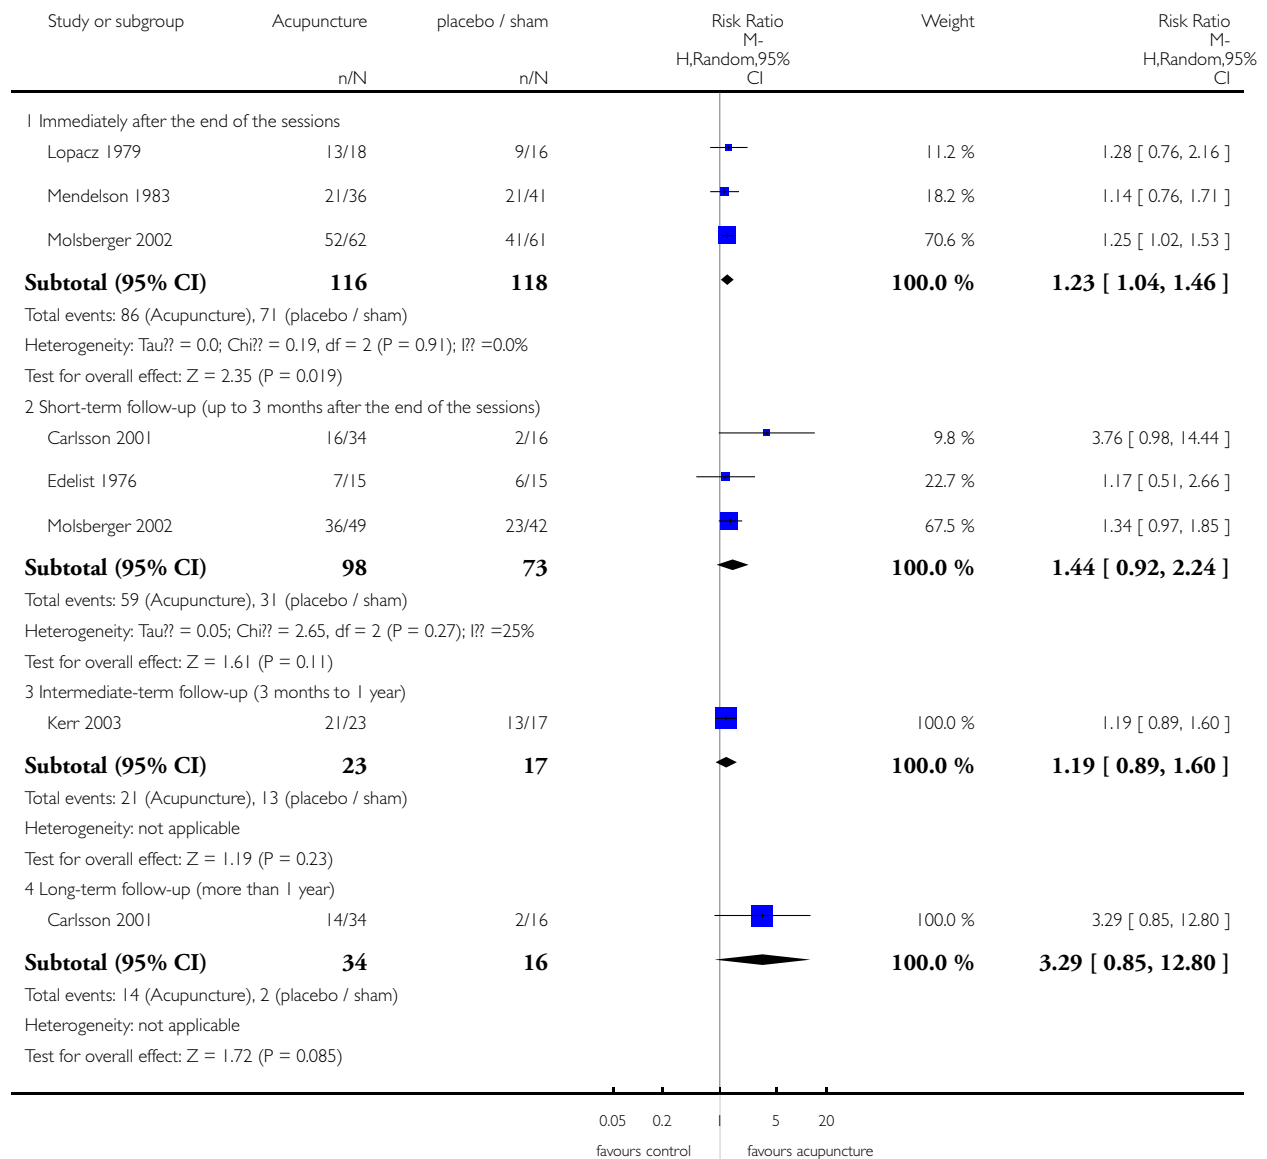 Study or subgroup Acupuncture placebo / sham Risk Ratio Weight Risk Ratio
M- M-
H,Random,95% H,Random,95%
n/N n/N CI CI
1 Immediately after the end of the sessions
Lopacz 1979 13/18 9/16 11.2 % 1.28 [ 0.76, 2.16 ]
Mendelson 1983 21/36 21/41 18.2 % 1.14 [ 0.76, 1.71 ]
Molsberger 2002 52/62 41/61 70.6 % 1.25 [ 1.02, 1.53 ]
Subtotal (95% CI) 116 118 100.0 % 1.23 [ 1.04, 1.46 ]
Total events: 86 (Acupuncture), 71 (placebo / sham)
Heterogeneity: Tau?? = 0.0; Chi?? = 0.19, df = 2 (P = 0.91); I?? =0.0%
Test for overall effect: Z = 2.35 (P = 0.019)
2 Short-term follow-up (up to 3 months after the end of the sessions)
Carlsson 2001 16/34 2/16 9.8 % 3.76 [ 0.98, 14.44 ]
Edelist 1976 7/15 6/15 22.7 % 1.17 [ 0.51, 2.66 ]
Molsberger 2002 36/49 23/42 67.5 % 1.34 [ 0.97, 1.85 ]
Subtotal (95% CI) 98 73 100.0 % 1.44 [ 0.92, 2.24 ]
Total events: 59 (Acupuncture), 31 (placebo / sham)
Heterogeneity: Tau?? = 0.05; Chi?? = 2.65, df = 2 (P = 0.27); I?? =25%
Test for overall effect: Z = 1.61 (P = 0.11)
3 Intermediate-term follow-up (3 months to 1 year)
Kerr 2003 21/23 13/17 100.0 % 1.19 [ 0.89, 1.60 ]
Subtotal (95% CI) 23 17 100.0 % 1.19 [ 0.89, 1.60 ]
Total events: 21 (Acupuncture), 13 (placebo / sham)
Heterogeneity: not applicable
Test for overall effect: Z = 1.19 (P = 0.23)
4 Long-term follow-up (more than 1 year)
Carlsson 2001 14/34 2/16 100.0 % 3.29 [ 0.85, 12.80 ]
Subtotal (95% CI) 34 16 100.0 % 3.29 [ 0.85, 12.80 ]
Total events: 14 (Acupuncture), 2 (placebo / sham)
Heterogeneity: not applicable
Test for overall effect: Z = 1.72 (P = 0.085)
0.05 0.2 1 5 20
favours control favours acupuncture